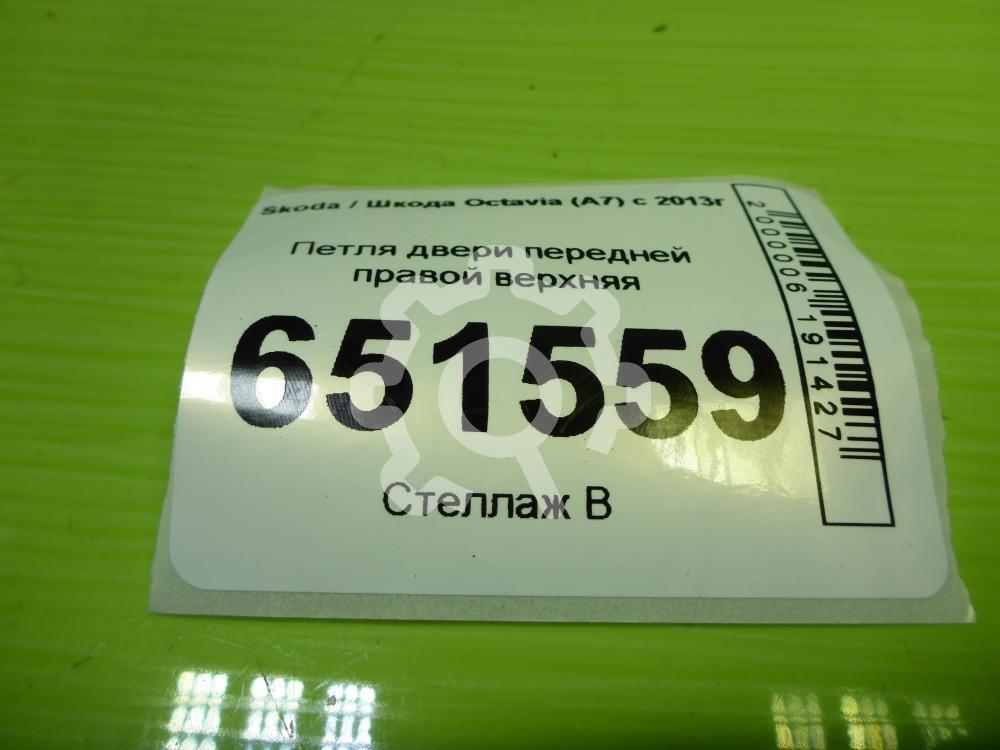 Skoda / Шкода Octavia (A7) с 2013г
Петля двери передней
правой верхняя
651559
Стеллаж В
2000006191427